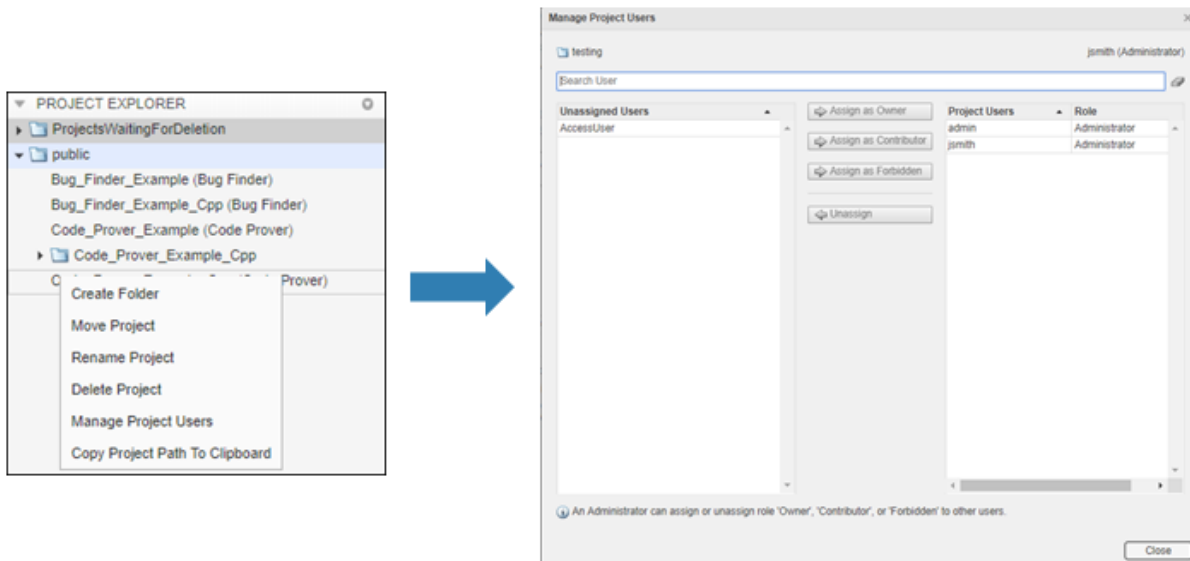 PROJECT EXPLORER
ProjectsWaitingForDeletion
public
Bug_Finder_Example (Bug Finder)
Bug_Finder_Example_Cpp (Bug Finder)
Code_Prover_Example (Code Prover)
Code_Prover_Example_Cpp
Prover)
Create Folder
Move Project
Rename Project
Delete Project
Manage Project Users
Copy Project Path To Clipboard
Manage Project Users
testing jsmith (Administrator)
Search User
Unassigned Users
AccessUser
Assign as Owner
Assign as Contributor
Assign as Forbidden
Unassign
Project Users Role
admin Administrator
jsmith Administrator
An Administrator can assign or unassign role 'Owner', 'Contributor', or 'Forbidden' to other users.
Close